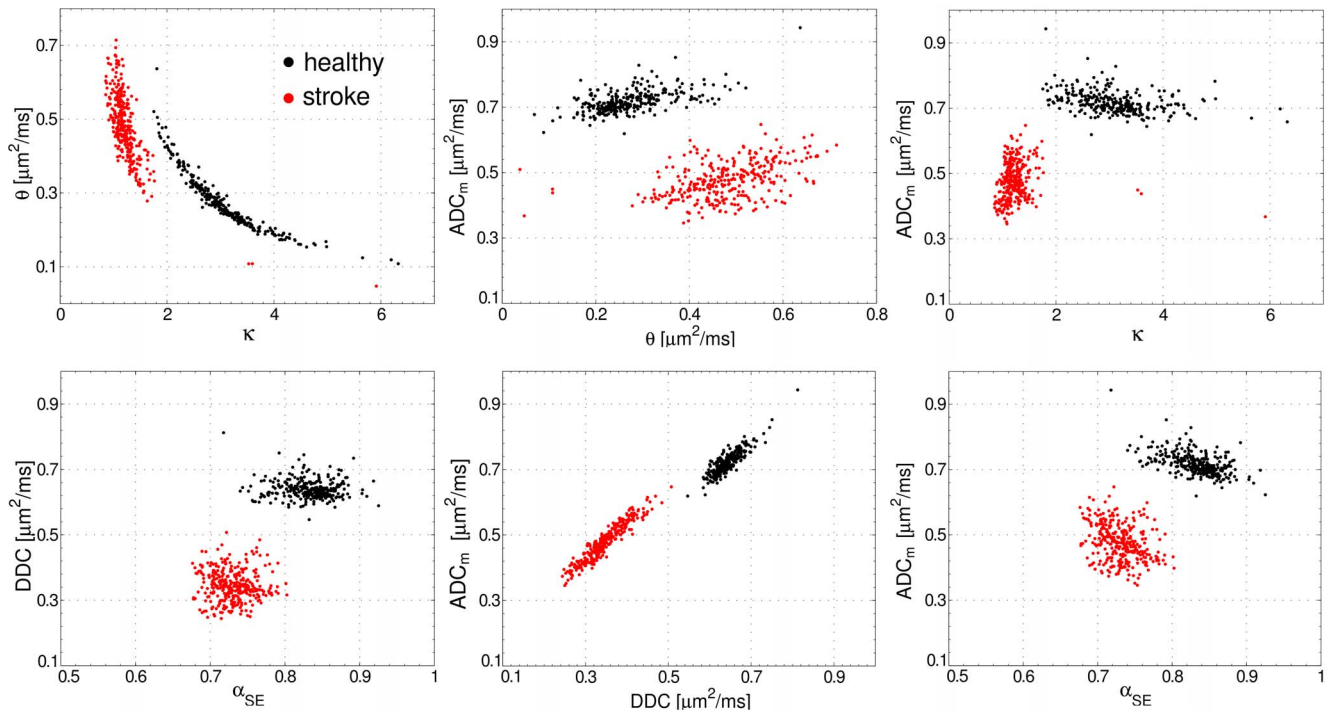 θ [μm²/ms]
0.7
0.5
0.3
0.1
0 2 4 6
κ
healthy
stroke
ADCₘ [μm²/ms]
0.9
0.7
0.5
0.3
0.1
0 0.2 0.4 0.6 0.8
θ [μm²/ms]
ADCₘ [μm²/ms]
0.9
0.7
0.5
0.3
0.1
0 2 4 6
κ
DDC [μm²/ms]
0.9
0.7
0.5
0.3
0.1
0.5 0.6 0.7 0.8 0.9 1
α_SE
ADCₘ [μm²/ms]
0.9
0.7
0.5
0.3
0.1
0.1 0.3 0.5 0.7 0.9
DDC [μm²/ms]
ADCₘ [μm²/ms]
0.9
0.7
0.5
0.3
0.1
0.5 0.6 0.7 0.8 0.9 1
α_SE